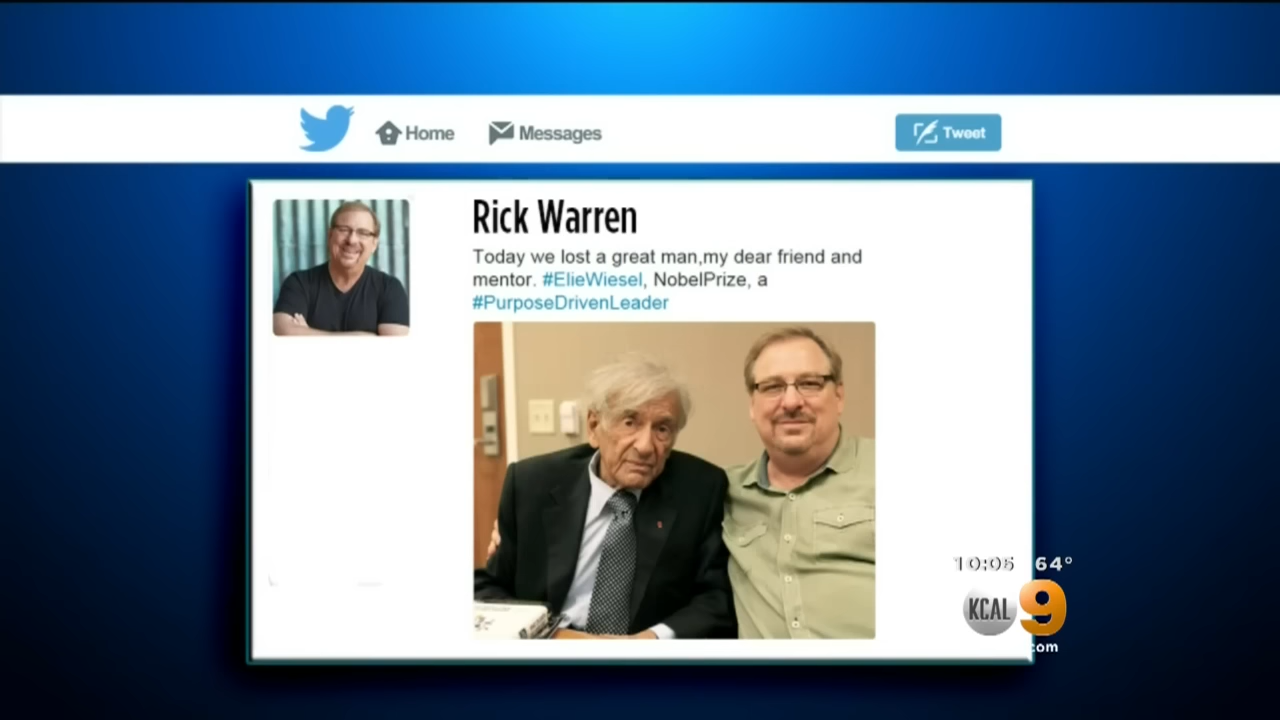 Home
Messages
Tweet
Rick Warren
Today we lost a great man,my dear friend and
mentor. #ElieWiesel, NobelPrize, a
#PurposeDrivenLeader
10:05 64°
KCAL 9
com